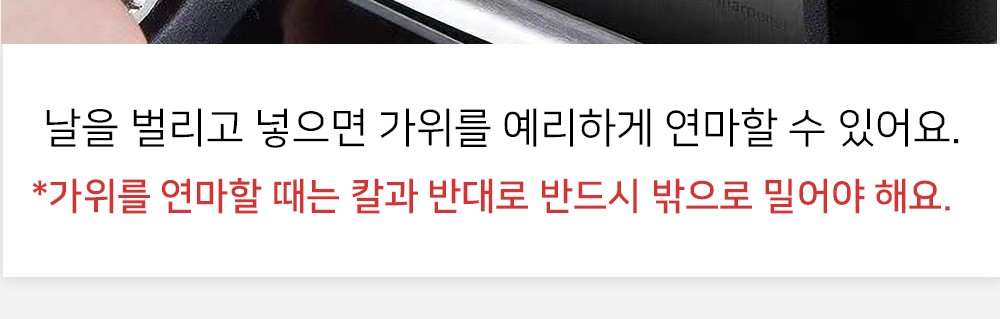 날을 벌리고 넣으면 가위를 예리하게 연마할 수 있어요.
*가위를 연마할 때는 칼과 반대로 반드시 밖으로 밀어야 해요.